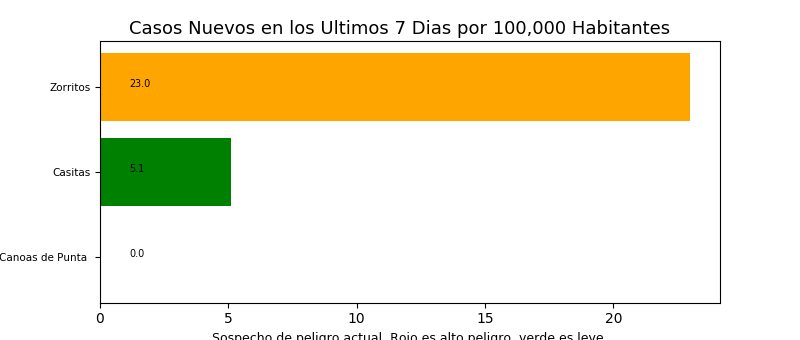 Casos Nuevos en los Ultimos 7 Dias por 100,000 Habitantes
Zorritos
23.0
Casitas
5.1
Canoas de Punta
0.0
0 5 10 15 20
Sospecho de peligro actual. Rojo es alto peligro, verde es leve